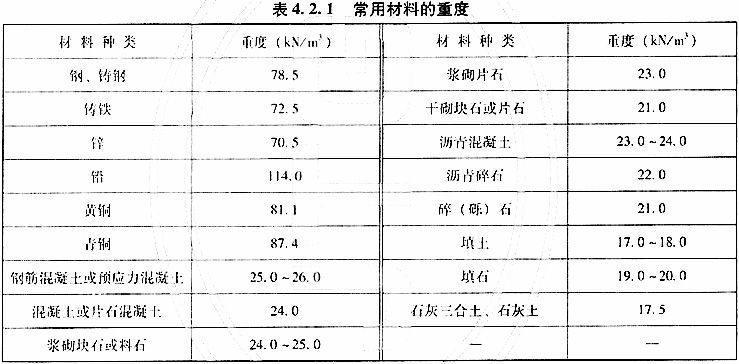 表4.2.1 常用材料的重度
材料种类 重度（kN/m³） 材料种类 重度（kN/m³）
钢、铸钢 78.5 浆砌片石 23.0
铸铁 72.5 干砌块石或片石 21.0
锌 70.5 沥青混凝土 23.0~24.0
铅 114.0 沥青碎石 22.0
黄铜 81.1 碎（砾）石 21.0
青铜 87.4 填土 17.0~18.0
钢筋混凝土或预应力混凝土 25.0~26.0 填石 19.0~20.0
混凝土或片石混凝土 24.0 石灰三合土、石灰土 17.5
浆砌块石或料石 24.0~25.0 — —